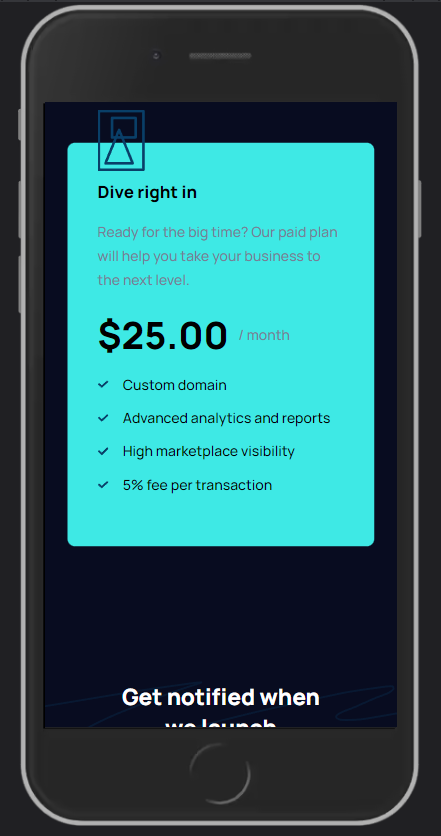 Dive right in
Ready for the big time? Our paid plan
will help you take your business to
the next level.
$25.00 / month
Custom domain
Advanced analytics and reports
High marketplace visibility
5% fee per transaction
Get notified when
we launch